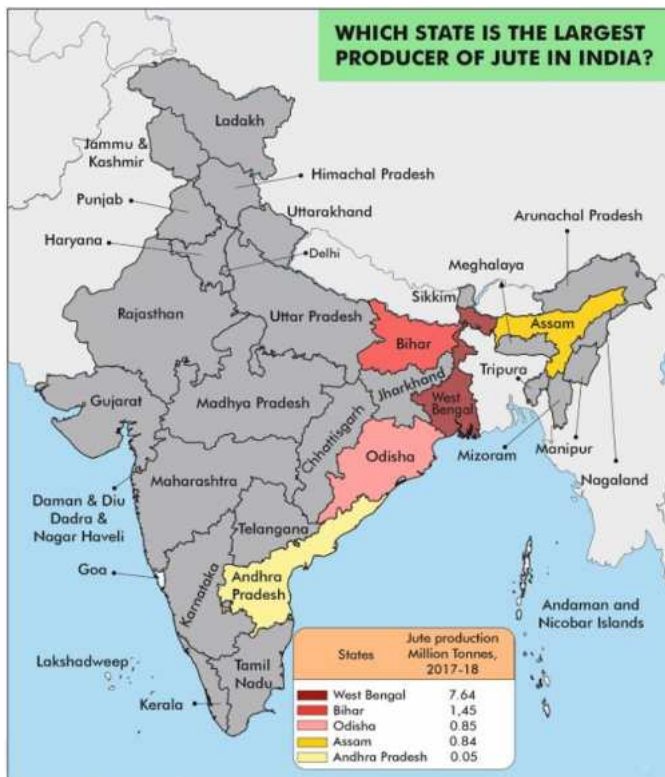 WHICH STATE IS THE LARGEST
PRODUCER OF JUTE IN INDIA?
Ladakh
Jammu &
Kashmir
Himachal Pradesh
Punjab
Uttarakhand
Arunachal Pradesh
Haryana
Delhi
Meghalaya
Sikkim
Rajasthan
Uttar Pradesh
Assam
Bihar
Tripura
Jharkhand
Gujarat
West
Bengal
Madhya Pradesh
Chhattisgarh
Mizoram
Manipur
Odisha
Nagaland
Maharashtra
Daman & Diu
Dadra &
Nagar Haveli
Telangana
Goa
Karnataka
Andhra
Pradesh
Andaman and
Nicobar Islands
Lakshadweep
Tamil
Nadu
Kerala
States
Jute production
Million Tonnes,
2017-18
West Bengal 7.64
Bihar 1,45
Odisha 0.85
Assam 0.84
Andhra Pradesh 0.05